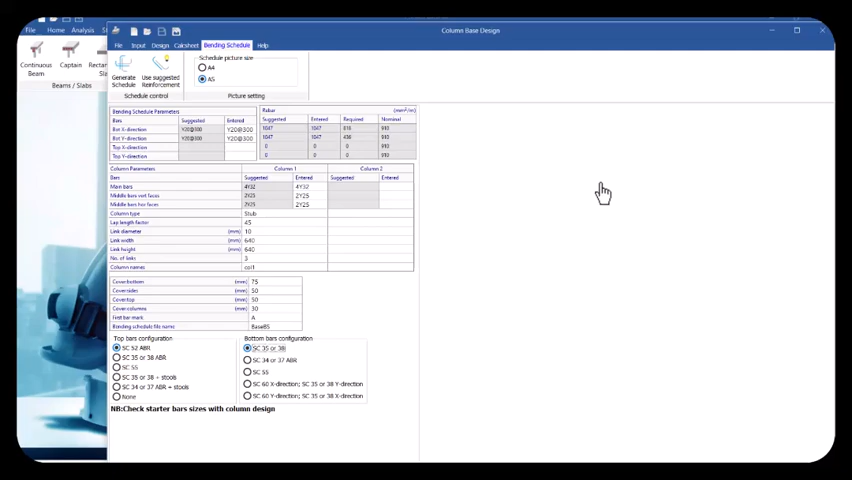 Column Base Design
File Home Analysis
File Input Design Calcsheet Bending Schedule Help
Continuous Beam
Captain
Beams / Slabs
Generate Schedule
Use suggested Reinforcement
Schedule control
Schedule picture size
A4
A5
Picture setting
Bending Schedule Parameters
Bars Suggested Entered
Bot X-direction Y20@300 Y20@300
Bot Y-direction Y20@300 Y20@300
Top X-direction
Top Y-direction
Rebar (mm²/m)
Suggested Entered Required Nominal
1047 1047 816 910
1047 1047 436 910
0 0 0 910
0 0 0 910
Column Parameters Column 1 Column 2
Bars Suggested Entered Suggested Entered
Main bars 4Y32 4Y32
Middle bars vert faces 2Y25 2Y25
Middle bars hor faces 2Y25 2Y25
Column type Stub
Lap length factor 45
Link diameter (mm) 10
Link width (mm) 640
Link height (mm) 640
No. of links 3
Column names col1
Cover bottom (mm) 75
Cover sides (mm) 50
Cover top (mm) 50
Cover columns (mm) 30
First bar mark A
Bending schedule file name BaseBS
Top bars configuration
SC 52 ABR
SC 35 or 38 ABR
SC 55
SC 35 or 38 + stools
SC 34 or 37 ABR + stools
None
Bottom bars configuration
SC 35 or 38
SC 34 or 37 ABR
SC 55
SC 60 X-direction; SC 35 or 38 Y-direction
SC 60 Y-direction; SC 35 or 38 X-direction
NB:Check starter bars sizes with column design